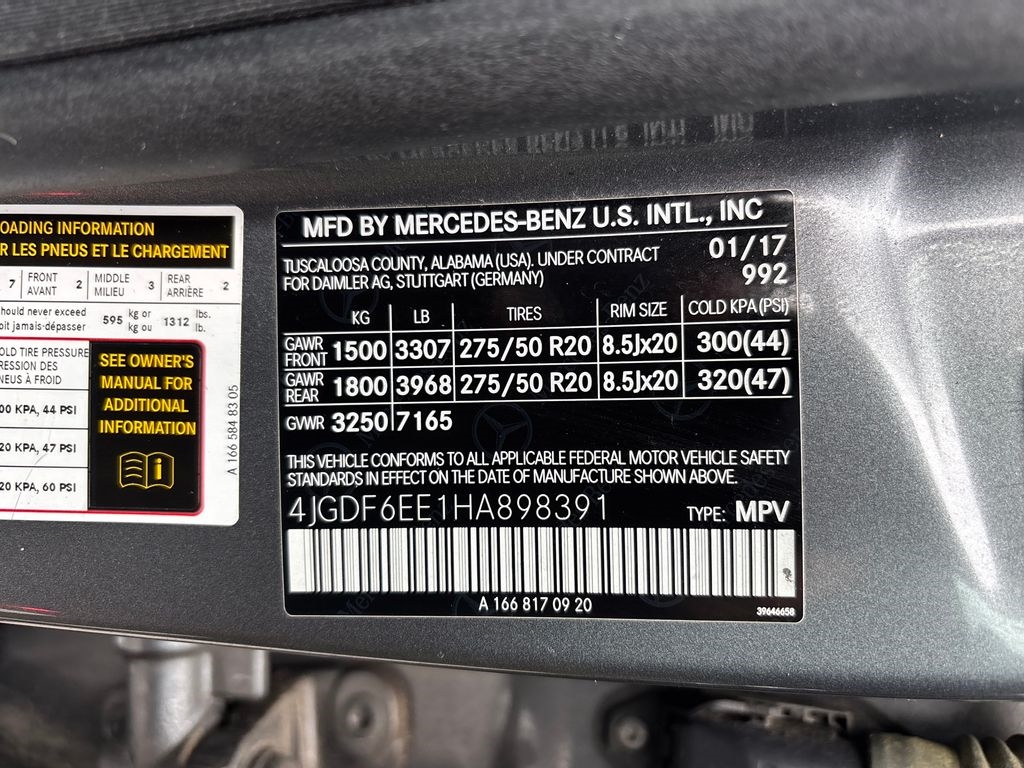 OADING INFORMATION
R LES PNEUS ET LE CHARGEMENT
7 FRONT AVANT 2 MIDDLE MILIEU 3 REAR ARRIÈRE 2
hould never exceed
oit jamais-dépasser 595 kg or kg ou 1312 lbs. lb.
OLD TIRE PRESSURE
RESSION DES
NEUS À FROID
00 KPA, 44 PSI
20 KPA, 47 PSI
20 KPA, 60 PSI
SEE OWNER'S
MANUAL FOR
ADDITIONAL
INFORMATION
A 166 584 83 05
MFD BY MERCEDES-BENZ U.S. INTL., INC
TUSCALOOSA COUNTY, ALABAMA (USA). UNDER CONTRACT
FOR DAIMLER AG, STUTTGART (GERMANY)
01/17
992
KG LB TIRES RIM SIZE COLD KPA(PSI)
GAWR FRONT 1500 3307 275/50 R20 8.5Jx20 300(44)
GAWR REAR 1800 3968 275/50 R20 8.5Jx20 320(47)
GVWR 3250 7165
THIS VEHICLE CONFORMS TO ALL APPLICABLE FEDERAL MOTOR VEHICLE SAFETY
STANDARDS IN EFFECT ON THE DATE OF MANUFACTURE SHOWN ABOVE.
4JGDF6EE1HA898391 TYPE: MPV
A 166 817 09 20
39646658